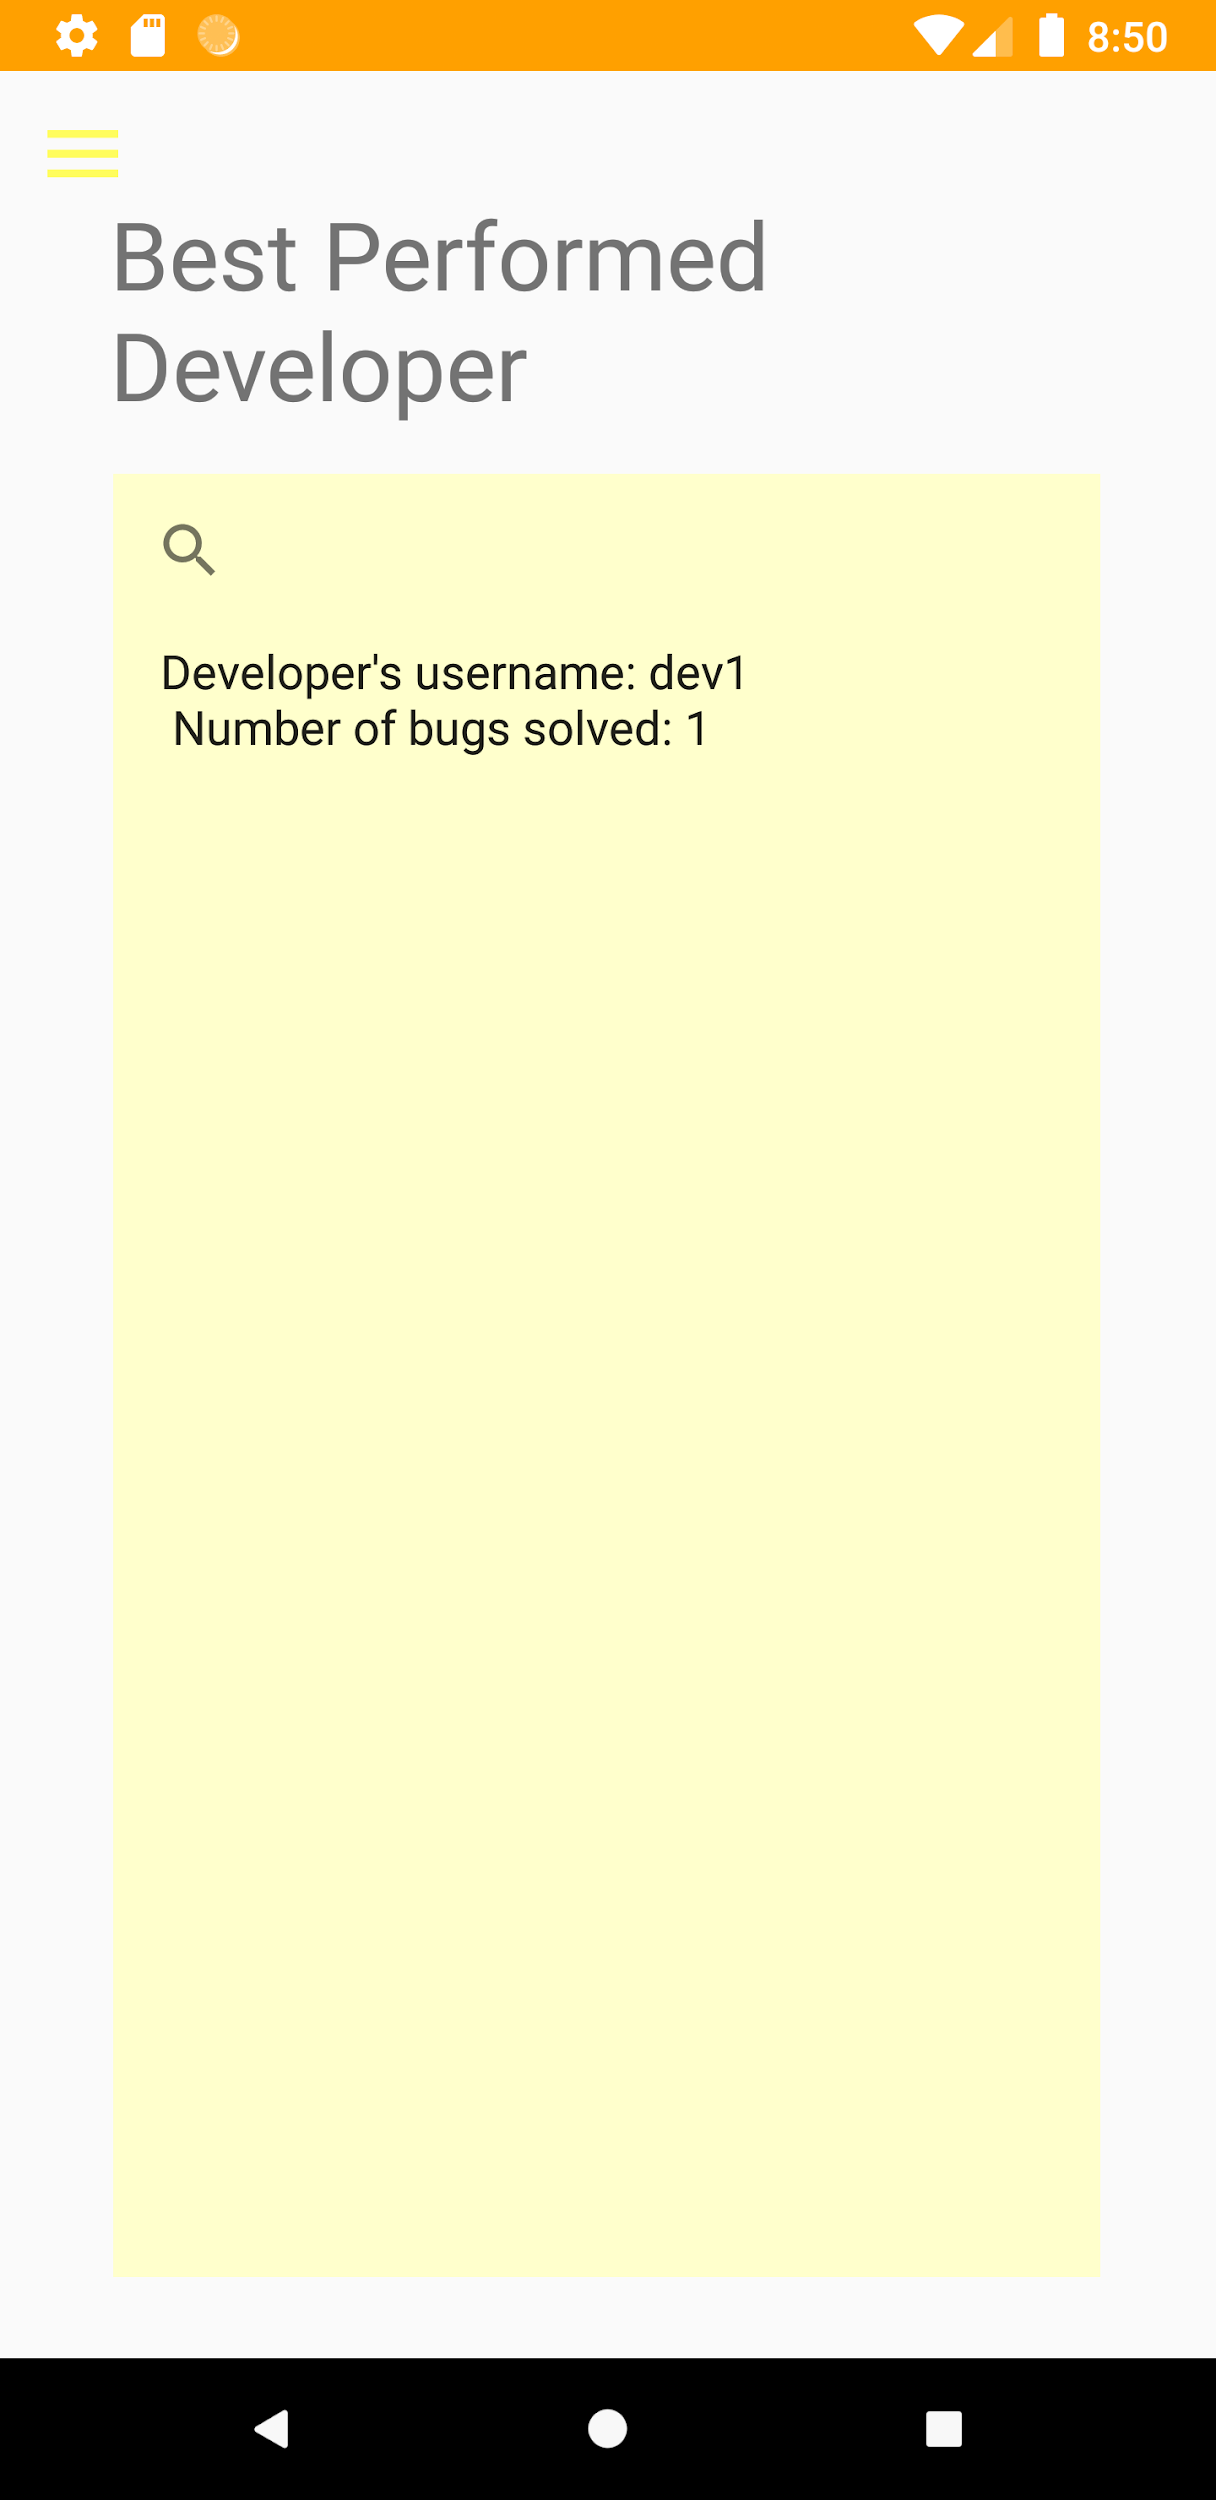 8:50
Best Performed
Developer
Developer's username: dev1
Number of bugs solved: 1